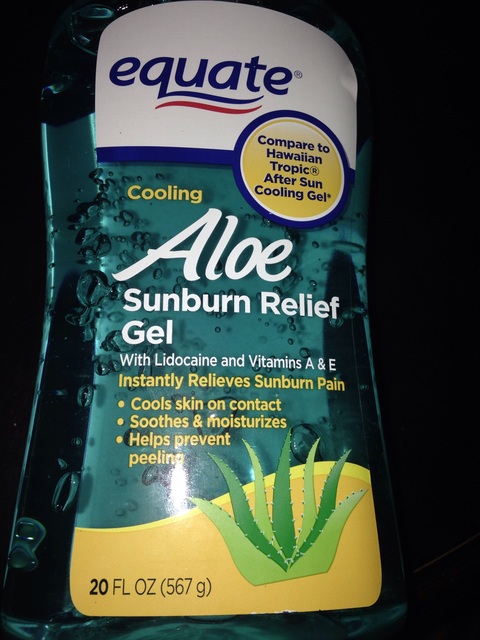 equate®
Compare to
Hawaiian
Tropic®
After Sun
Cooling Gel*
Cooling
Aloe
Sunburn Relief
Gel
With Lidocaine and Vitamins A & E
Instantly Relieves Sunburn Pain
• Cools skin on contact
• Soothes & moisturizes
• Helps prevent
peeling
20 FL OZ (567 g)